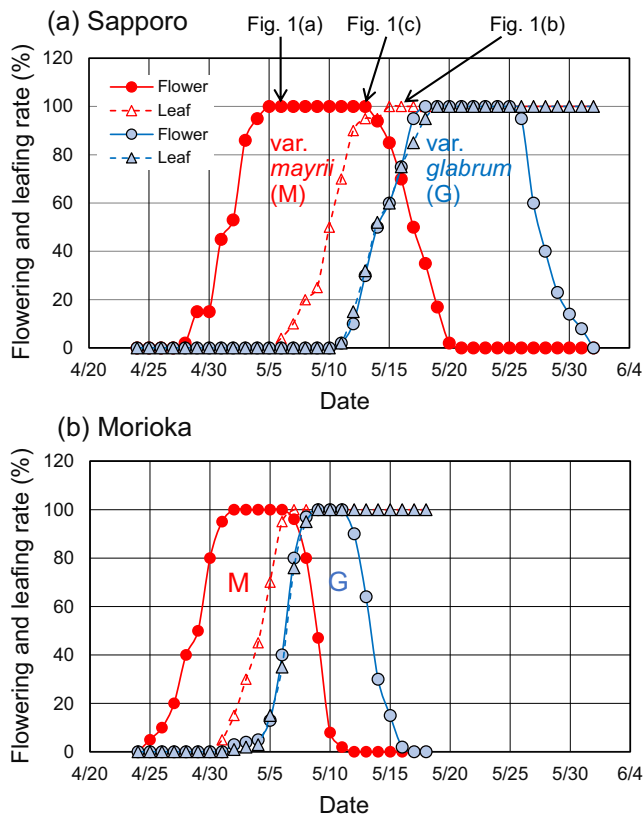 (a) Sapporo
Fig. 1(a)
Fig. 1(c)
Fig. 1(b)
Flowering and leafing rate (%)
120
100
80
60
40
20
0
Flower
Leaf
Flower
Leaf
var.
mayrii
(M)
var.
glabrum
(G)
4/20 4/25 4/30 5/5 5/10 5/15 5/20 5/25 5/30 6/4
Date
(b) Morioka
Flowering and leafing rate (%)
120
100
80
60
40
20
0
M
G
4/20 4/25 4/30 5/5 5/10 5/15 5/20 5/25 5/30 6/4
Date